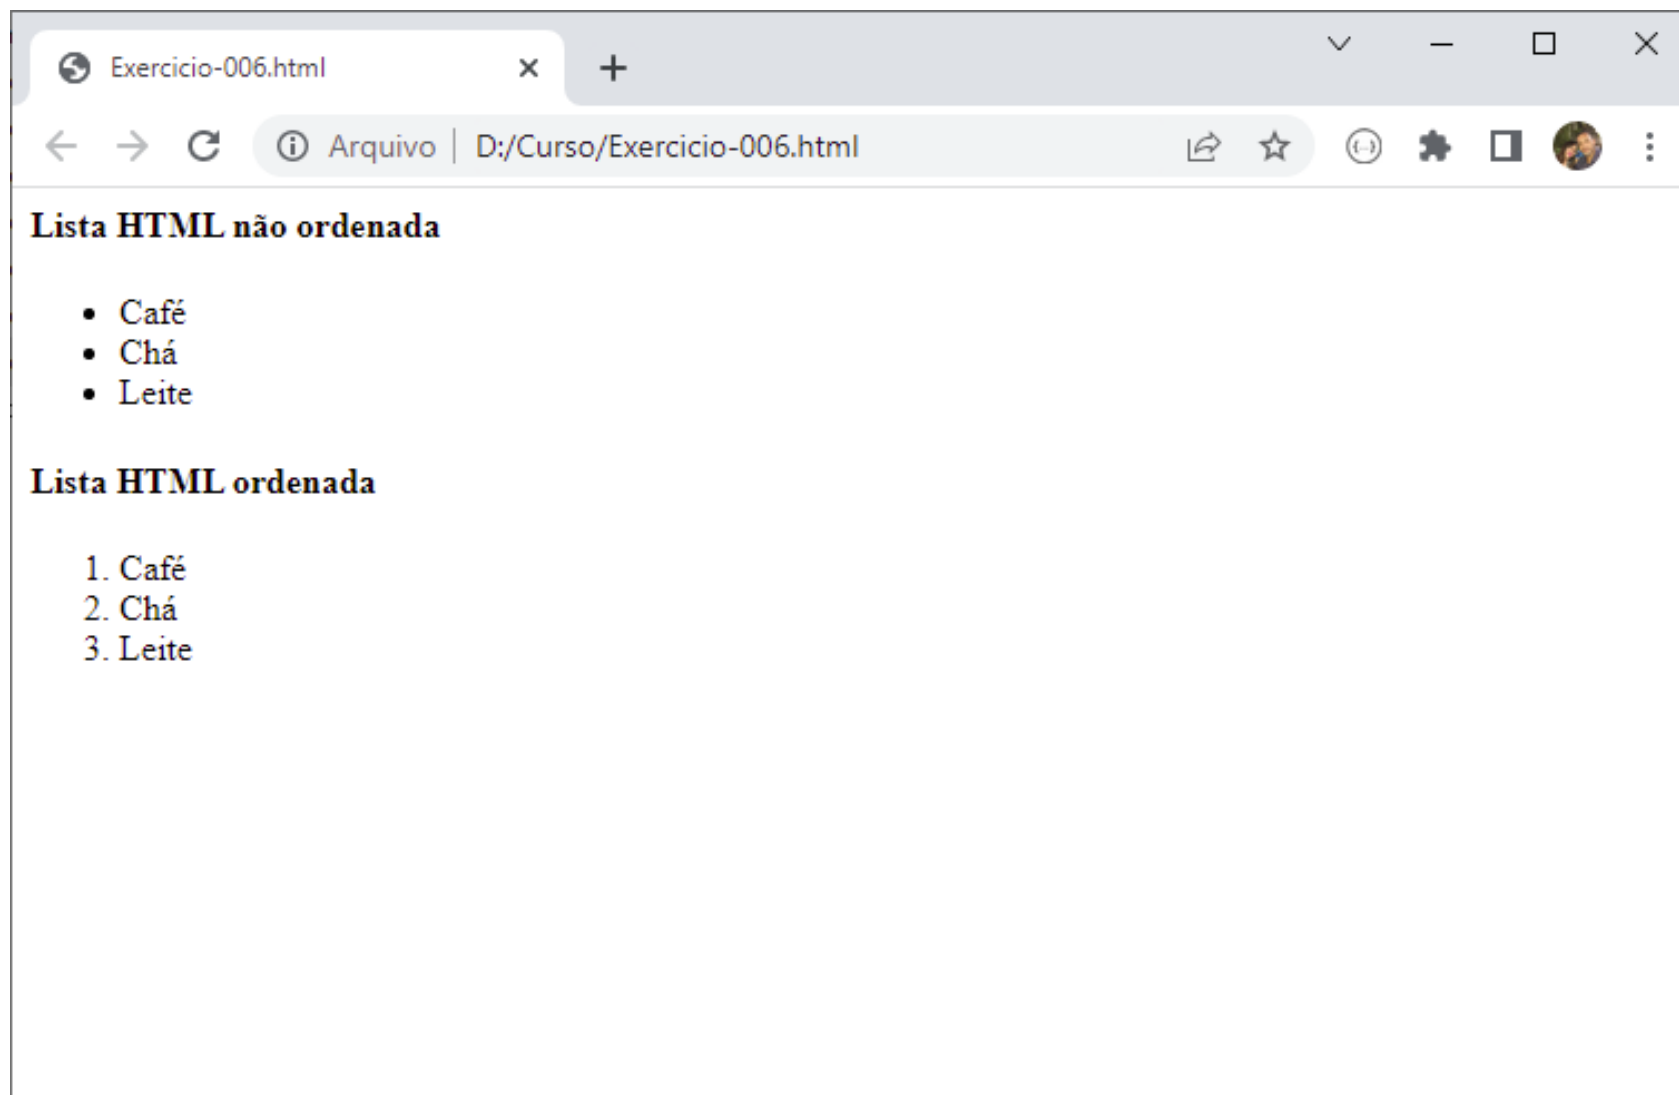 Exercicio-006.html
Arquivo | D:/Curso/Exercicio-006.html
Lista HTML não ordenada
• Café
• Chá
• Leite
Lista HTML ordenada
1. Café
2. Chá
3. Leite